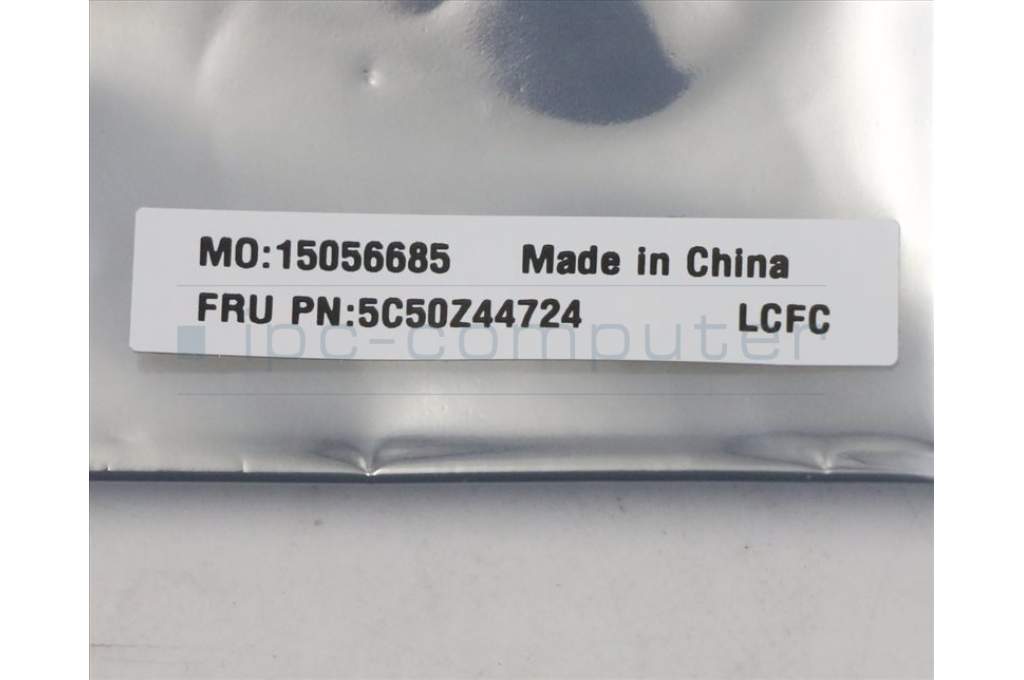 MO:15056685 Made in China
FRU PN:5C50Z44724 LCFC
ipc-computer